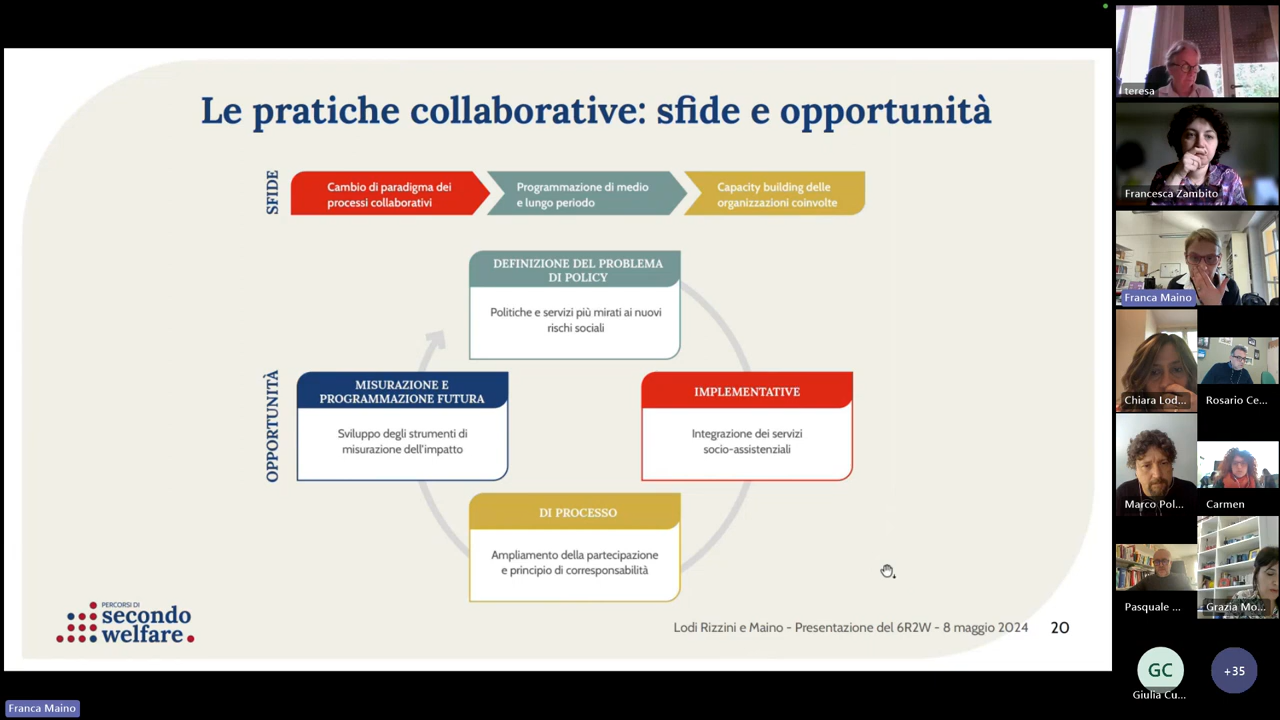 Le pratiche collaborative: sfide e opportunità
SFIDE
Cambio di paradigma dei
processi collaborativi
Programmazione di medio
e lungo periodo
Capacity building delle
organizzazioni coinvolte
OPPORTUNITÀ
DEFINIZIONE DEL PROBLEMA
DI POLICY
Politiche e servizi più mirati ai nuovi
rischi sociali
MISURAZIONE E
PROGRAMMAZIONE FUTURA
Sviluppo degli strumenti di
misurazione dell'impatto
IMPLEMENTATIVE
Integrazione dei servizi
socio-assistenziali
DI PROCESSO
Ampliamento della partecipazione
e principio di corresponsabilità
PERCORSI DI
secondo
welfare
Lodi Rizzini e Maino - Presentazione del 6R2W - 8 maggio 2024
20
Franca Maino
teresa
Francesca Zambito
Franca Maino
Chiara Lod...
Rosario Ce...
Marco Pol...
Carmen
Pasquale ...
Grazia Mo...
GC
Giulia Cu...
+35